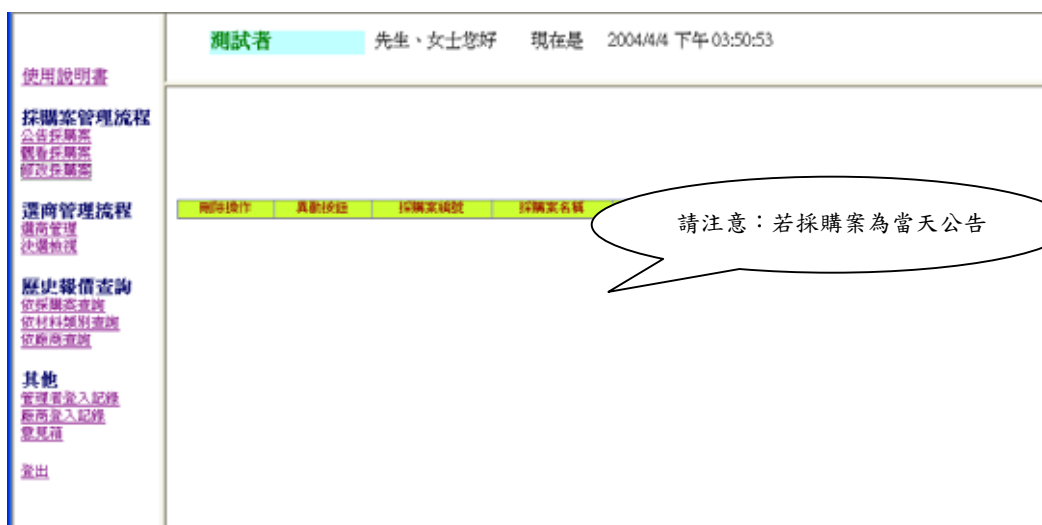 測試者 先生、女士您好 現在是 2004/4/4 下午 03:50:53
使用說明書
採購案管理流程
公告採購案
觀看採購案
修改採購案
選商管理流程
選商管理
決選檢視
歷史報價查詢
依採購案查詢
依材料類別查詢
依廠商查詢
其他
管理者登入記錄
廠商登入記錄
意見箱
登出
刪除操作 異動按鈕 採購案編號 採購案名稱
請注意：若採購案為當天公告